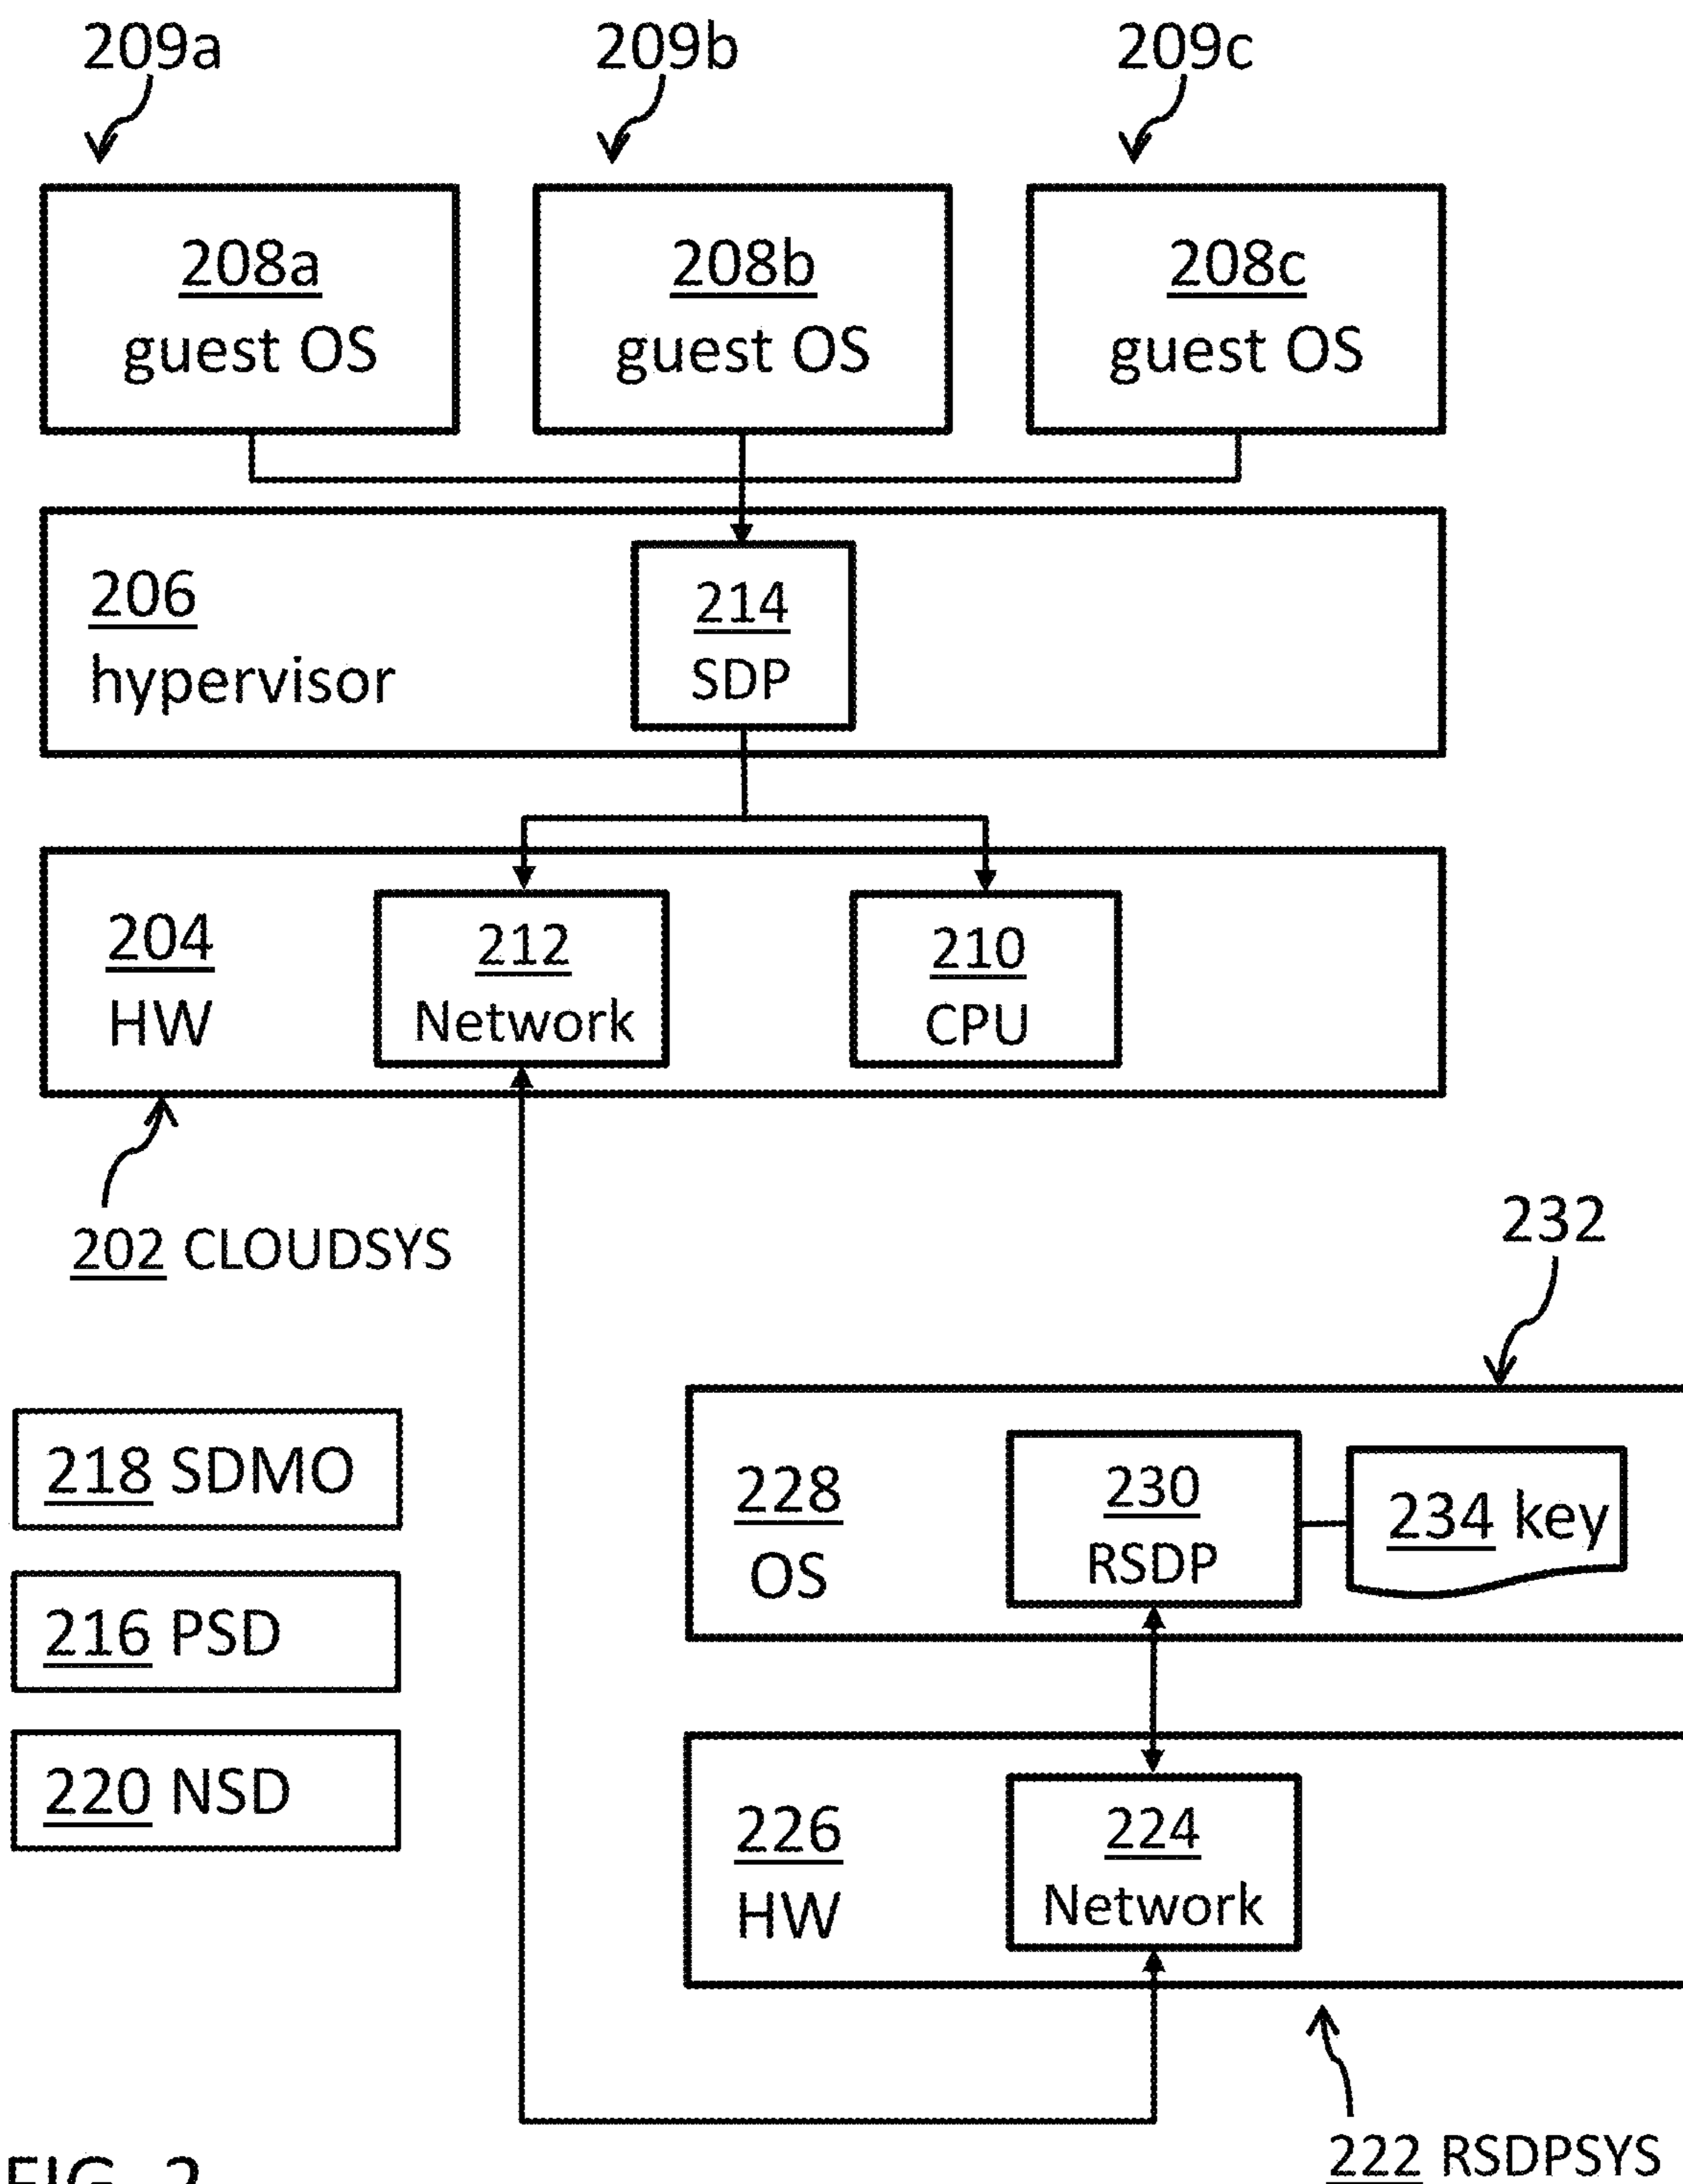 209a 209b 209c
208a 208b 208c
guest OS guest OS guest OS
206
hypervisor
214
SDP
204
HW
212
Network
210
CPU
202 CLOUDSYS
232
218 SDMO
216 PSD
220 NSD
228
OS
230
RSDP
234 key
226
HW
224
Network
222 RSDPSYS
FIG. 2